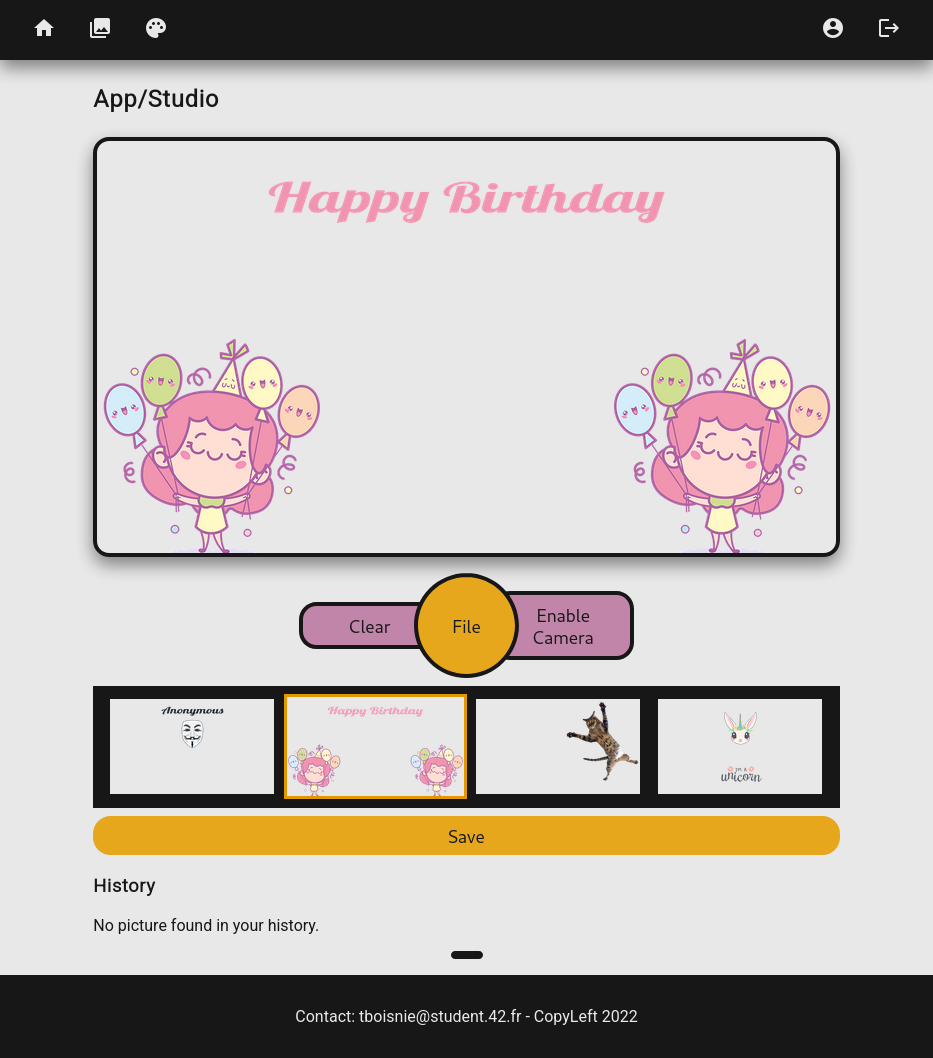 App/Studio
Happy Birthday
Clear
File
Enable
Camera
Anonymous
Happy Birthday
I'm a
unicorn
Save
History
No picture found in your history.
Contact: tboisnie@student.42.fr - CopyLeft 2022